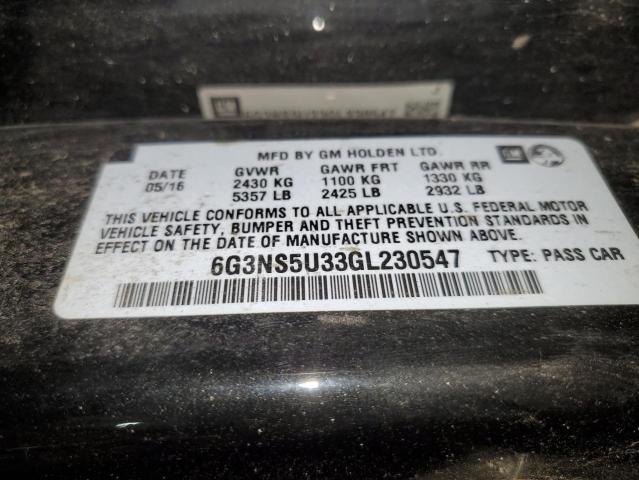 GM
MFD BY GM HOLDEN LTD.
GM
DATE GVWR GAWR FRT GAWR RR
05/16 2430 KG 1100 KG 1330 KG
5357 LB 2425 LB 2932 LB
THIS VEHICLE CONFORMS TO ALL APPLICABLE U.S. FEDERAL MOTOR
VEHICLE SAFETY, BUMPER AND THEFT PREVENTION STANDARDS IN
EFFECT ON THE DATE OF MANUFACTURE SHOWN ABOVE.
6G3NS5U33GL230547 TYPE: PASS CAR